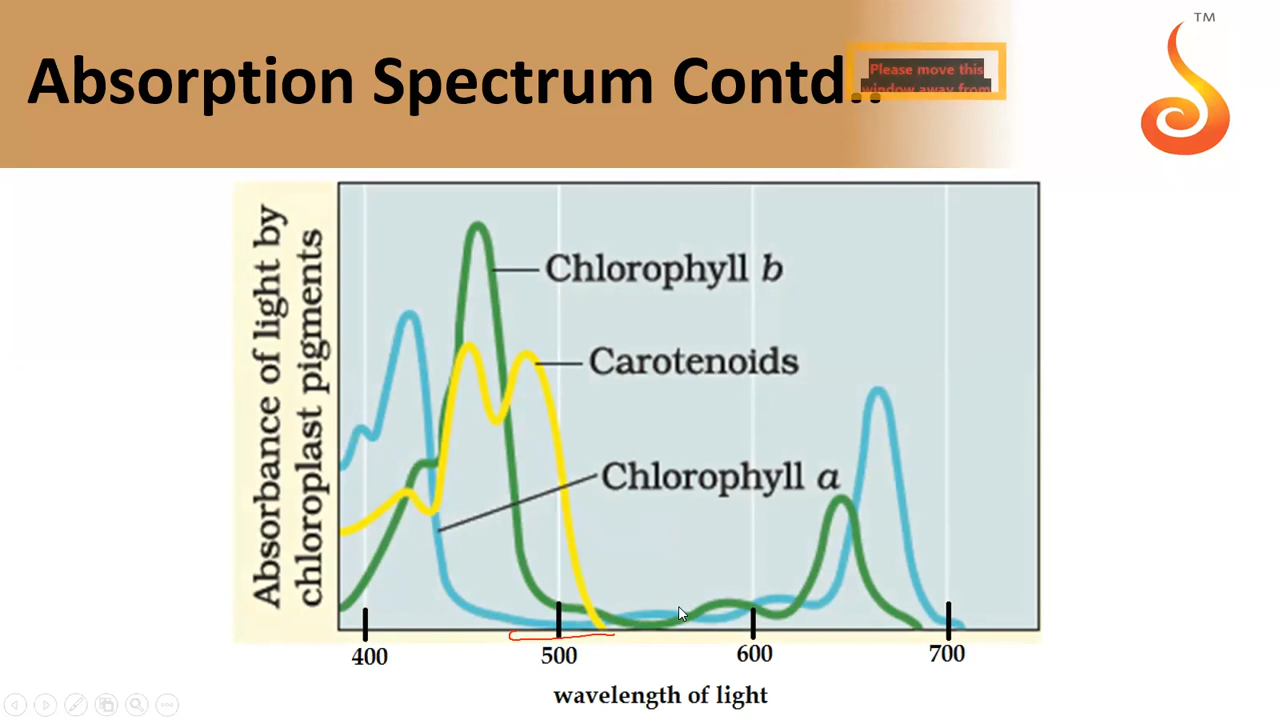 TM
Absorption Spectrum Contd..
Please move this
window away from
Absorbance of light by
chloroplast pigments
Chlorophyll b
Carotenoids
Chlorophyll a
400 500 600 700
wavelength of light